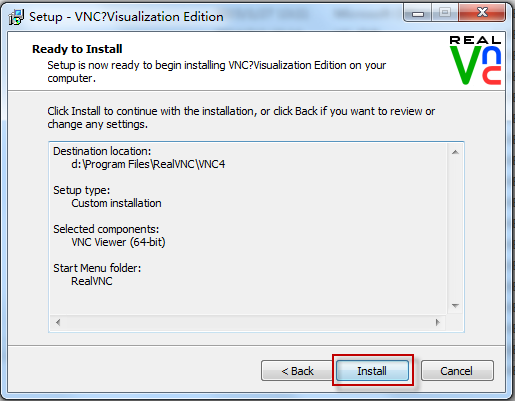 Setup - VNC?Visualization Edition
Ready to Install
Setup is now ready to begin installing VNC?Visualization Edition on your
computer.
REAL
Vnc
Click Install to continue with the installation, or click Back if you want to review or
change any settings.
Destination location:
d:\Program Files\RealVNC\VNC4
Setup type:
Custom installation
Selected components:
VNC Viewer (64-bit)
Start Menu folder:
RealVNC
< Back
Install
Cancel